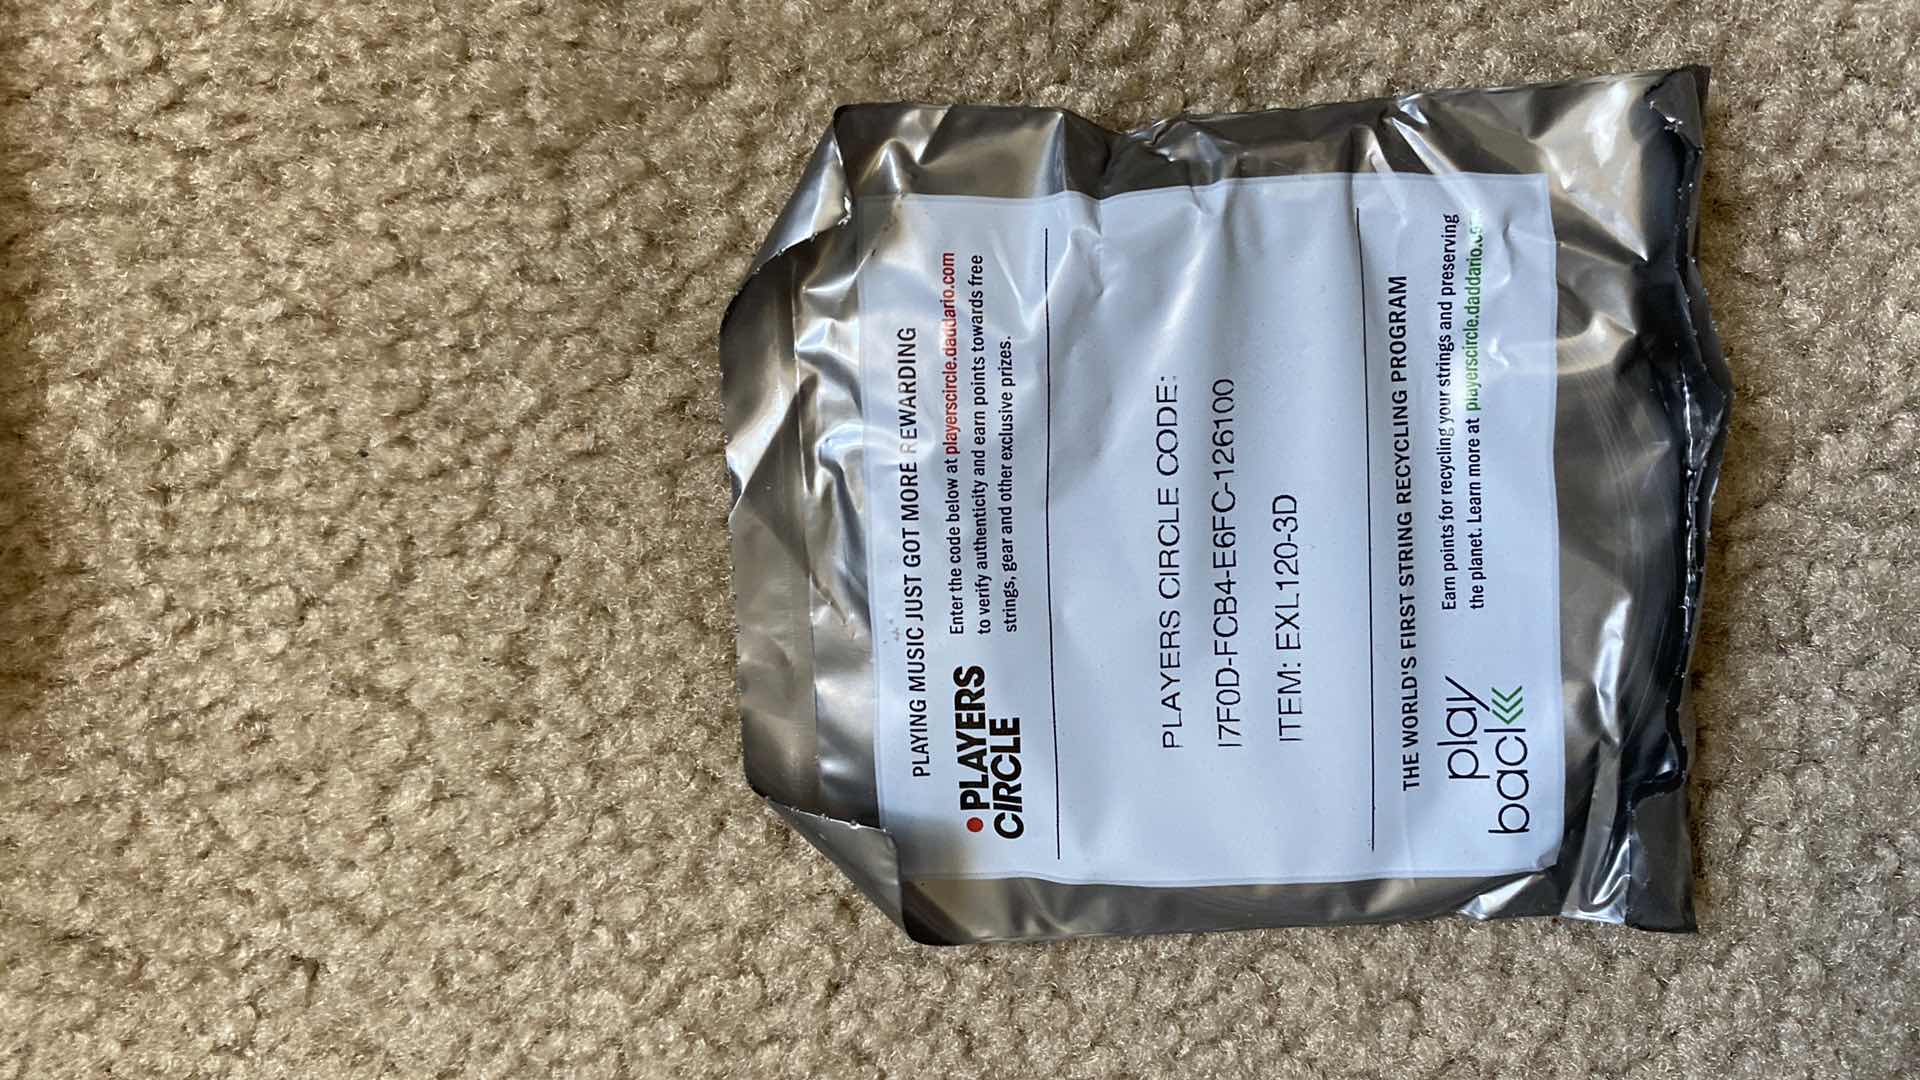 PLAYING MUSIC JUST GOT MORE REWARDING
PLAYERS
CIRCLE
Enter the code below at playerscircle.daddario.com
to verify authenticity and earn points towards free
strings, gear and other exclusive prizes.
PLAYERS CIRCLE CODE:
I7F0D-FCB4-E6FC-126100
ITEM: EXL120-3D
THE WORLD'S FIRST STRING RECYCLING PROGRAM
play
back
Earn points for recycling your strings and preserving
the planet. Learn more at